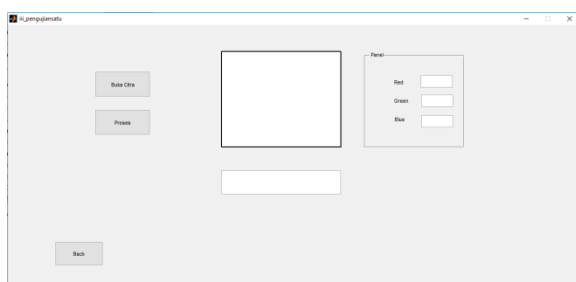 iii_pengujiansatu
Buka Citra
Proses
Panel
Red
Green
Blue
Back